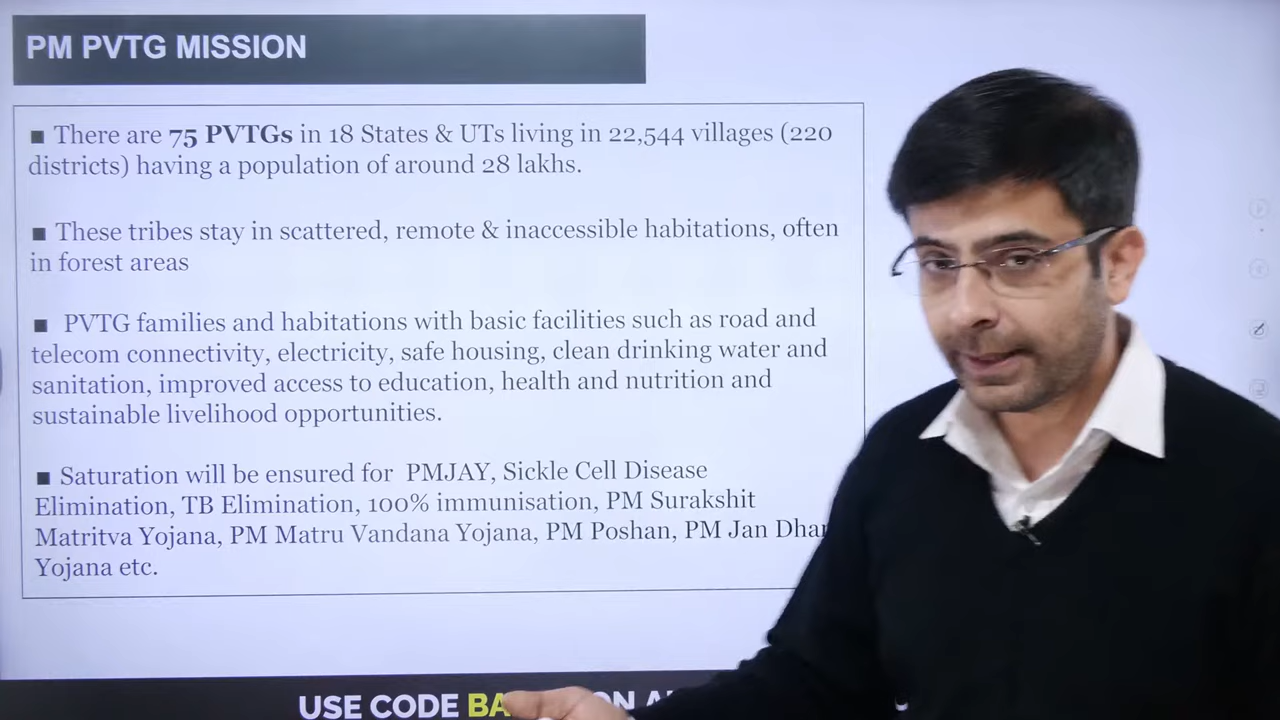 PM PVTG MISSION
■ There are 75 PVTGs in 18 States & UTs living in 22,544 villages (220
districts) having a population of around 28 lakhs.
■ These tribes stay in scattered, remote & inaccessible habitations, often
in forest areas
■ PVTG families and habitations with basic facilities such as road and
telecom connectivity, electricity, safe housing, clean drinking water and
sanitation, improved access to education, health and nutrition and
sustainable livelihood opportunities.
■ Saturation will be ensured for PMJAY, Sickle Cell Disease
Elimination, TB Elimination, 100% immunisation, PM Surakshit
Matritva Yojana, PM Matru Vandana Yojana, PM Poshan, PM Jan Dhan
Yojana etc.
USE CODE